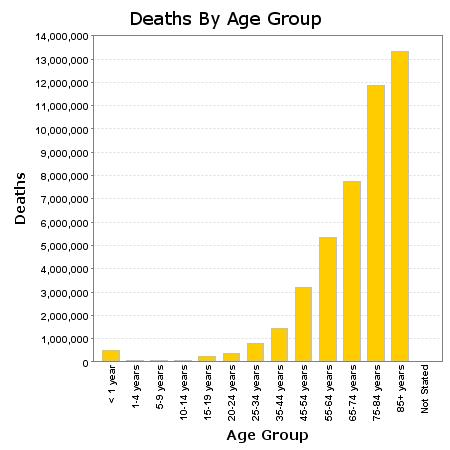 Deaths By Age Group
14,000,000
13,000,000
12,000,000
11,000,000
10,000,000
9,000,000
8,000,000
7,000,000
6,000,000
5,000,000
4,000,000
3,000,000
2,000,000
1,000,000
0
Deaths
< 1 year
1-4 years
5-9 years
10-14 years
15-19 years
20-24 years
25-34 years
35-44 years
45-54 years
55-64 years
65-74 years
75-84 years
85+ years
Not Stated
Age Group